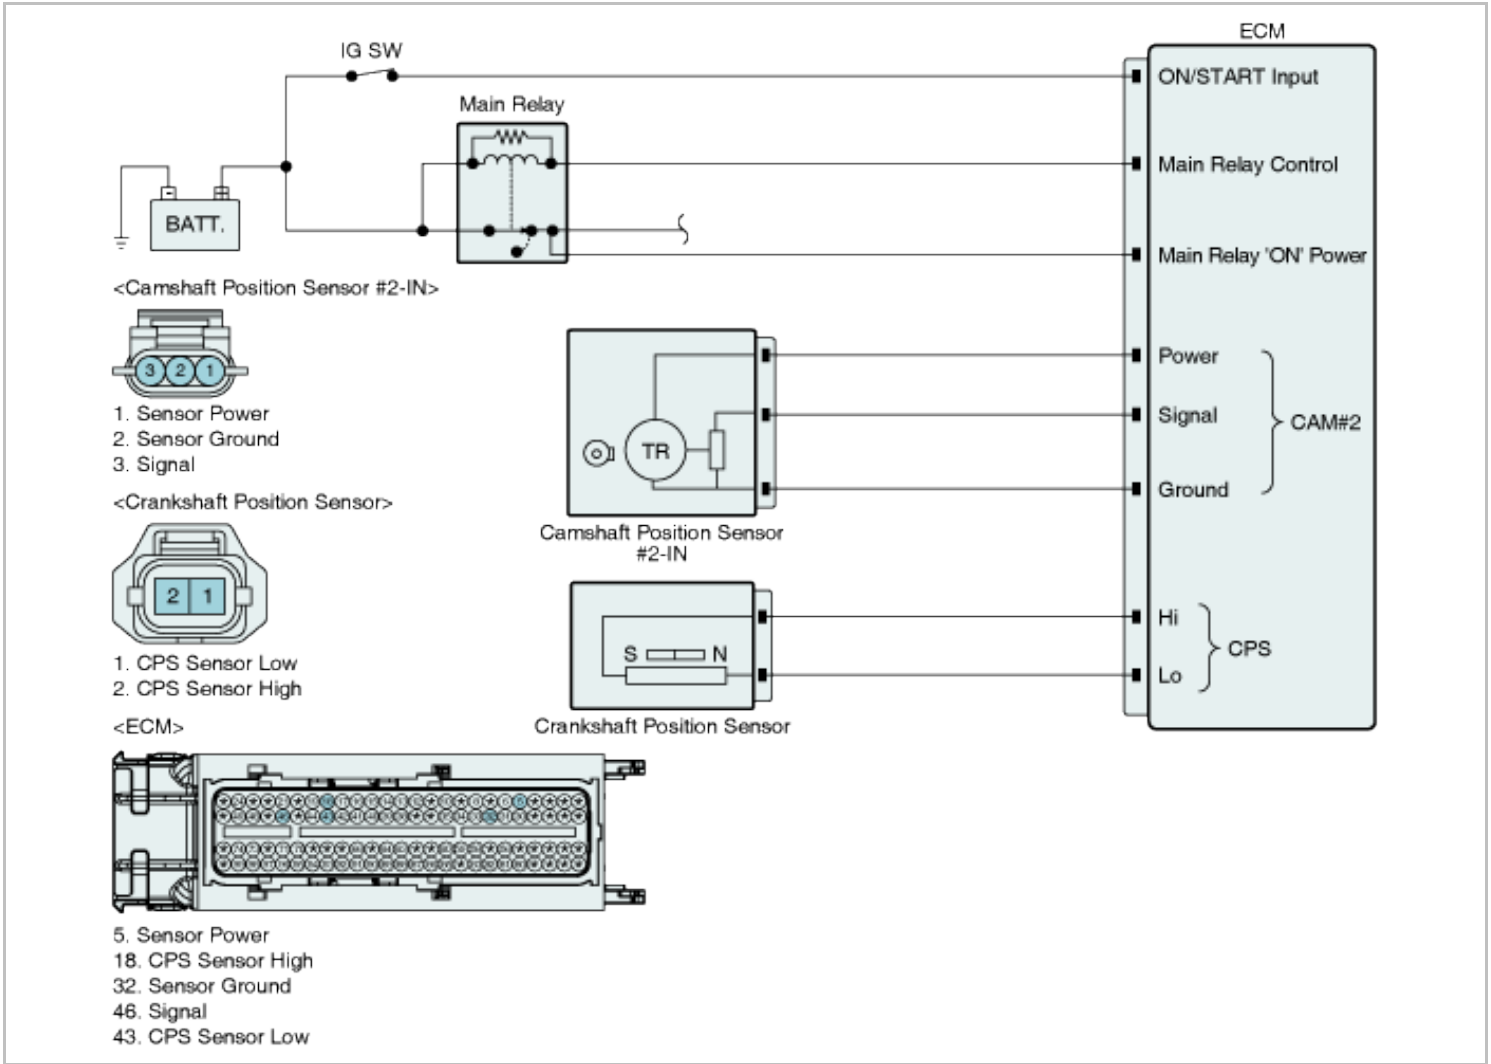 ECM
IG SW
ON/START Input
Main Relay
Main Relay Control
BATT.
Main Relay 'ON' Power
<Camshaft Position Sensor #2-IN>
3 2 1
1. Sensor Power
2. Sensor Ground
3. Signal
<Crankshaft Position Sensor>
2 1
1. CPS Sensor Low
2. CPS Sensor High
<ECM>
5. Sensor Power
18. CPS Sensor High
32. Sensor Ground
46. Signal
43. CPS Sensor Low
TR
Camshaft Position Sensor
#2-IN
S N
Crankshaft Position Sensor
Power
Signal
Ground
CAM#2
Hi
Lo
CPS